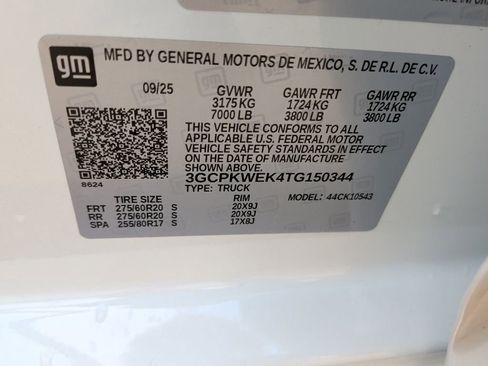 gm
MFD BY GENERAL MOTORS DE MEXICO, S. DE R.L. DE C.V.
09/25 GVWR GAWR FRT GAWR RR
3175 KG 1724 KG 1724 KG
7000 LB 3800 LB 3800 LB
THIS VEHICLE CONFORMS TO ALL
APPLICABLE U.S. FEDERAL MOTOR
VEHICLE SAFETY STANDARDS IN
EFFECT ON THE DATE OF MANUFACTURE
SHOWN ABOVE.
3GCPKWEK4TG150344
8624
TYPE: TRUCK MODEL: 44CK10543
TIRE SIZE RIM
FRT 275/60R20 S 20X9J
RR 275/60R20 S 20X9J
SPA 255/80R17 S 17X8J